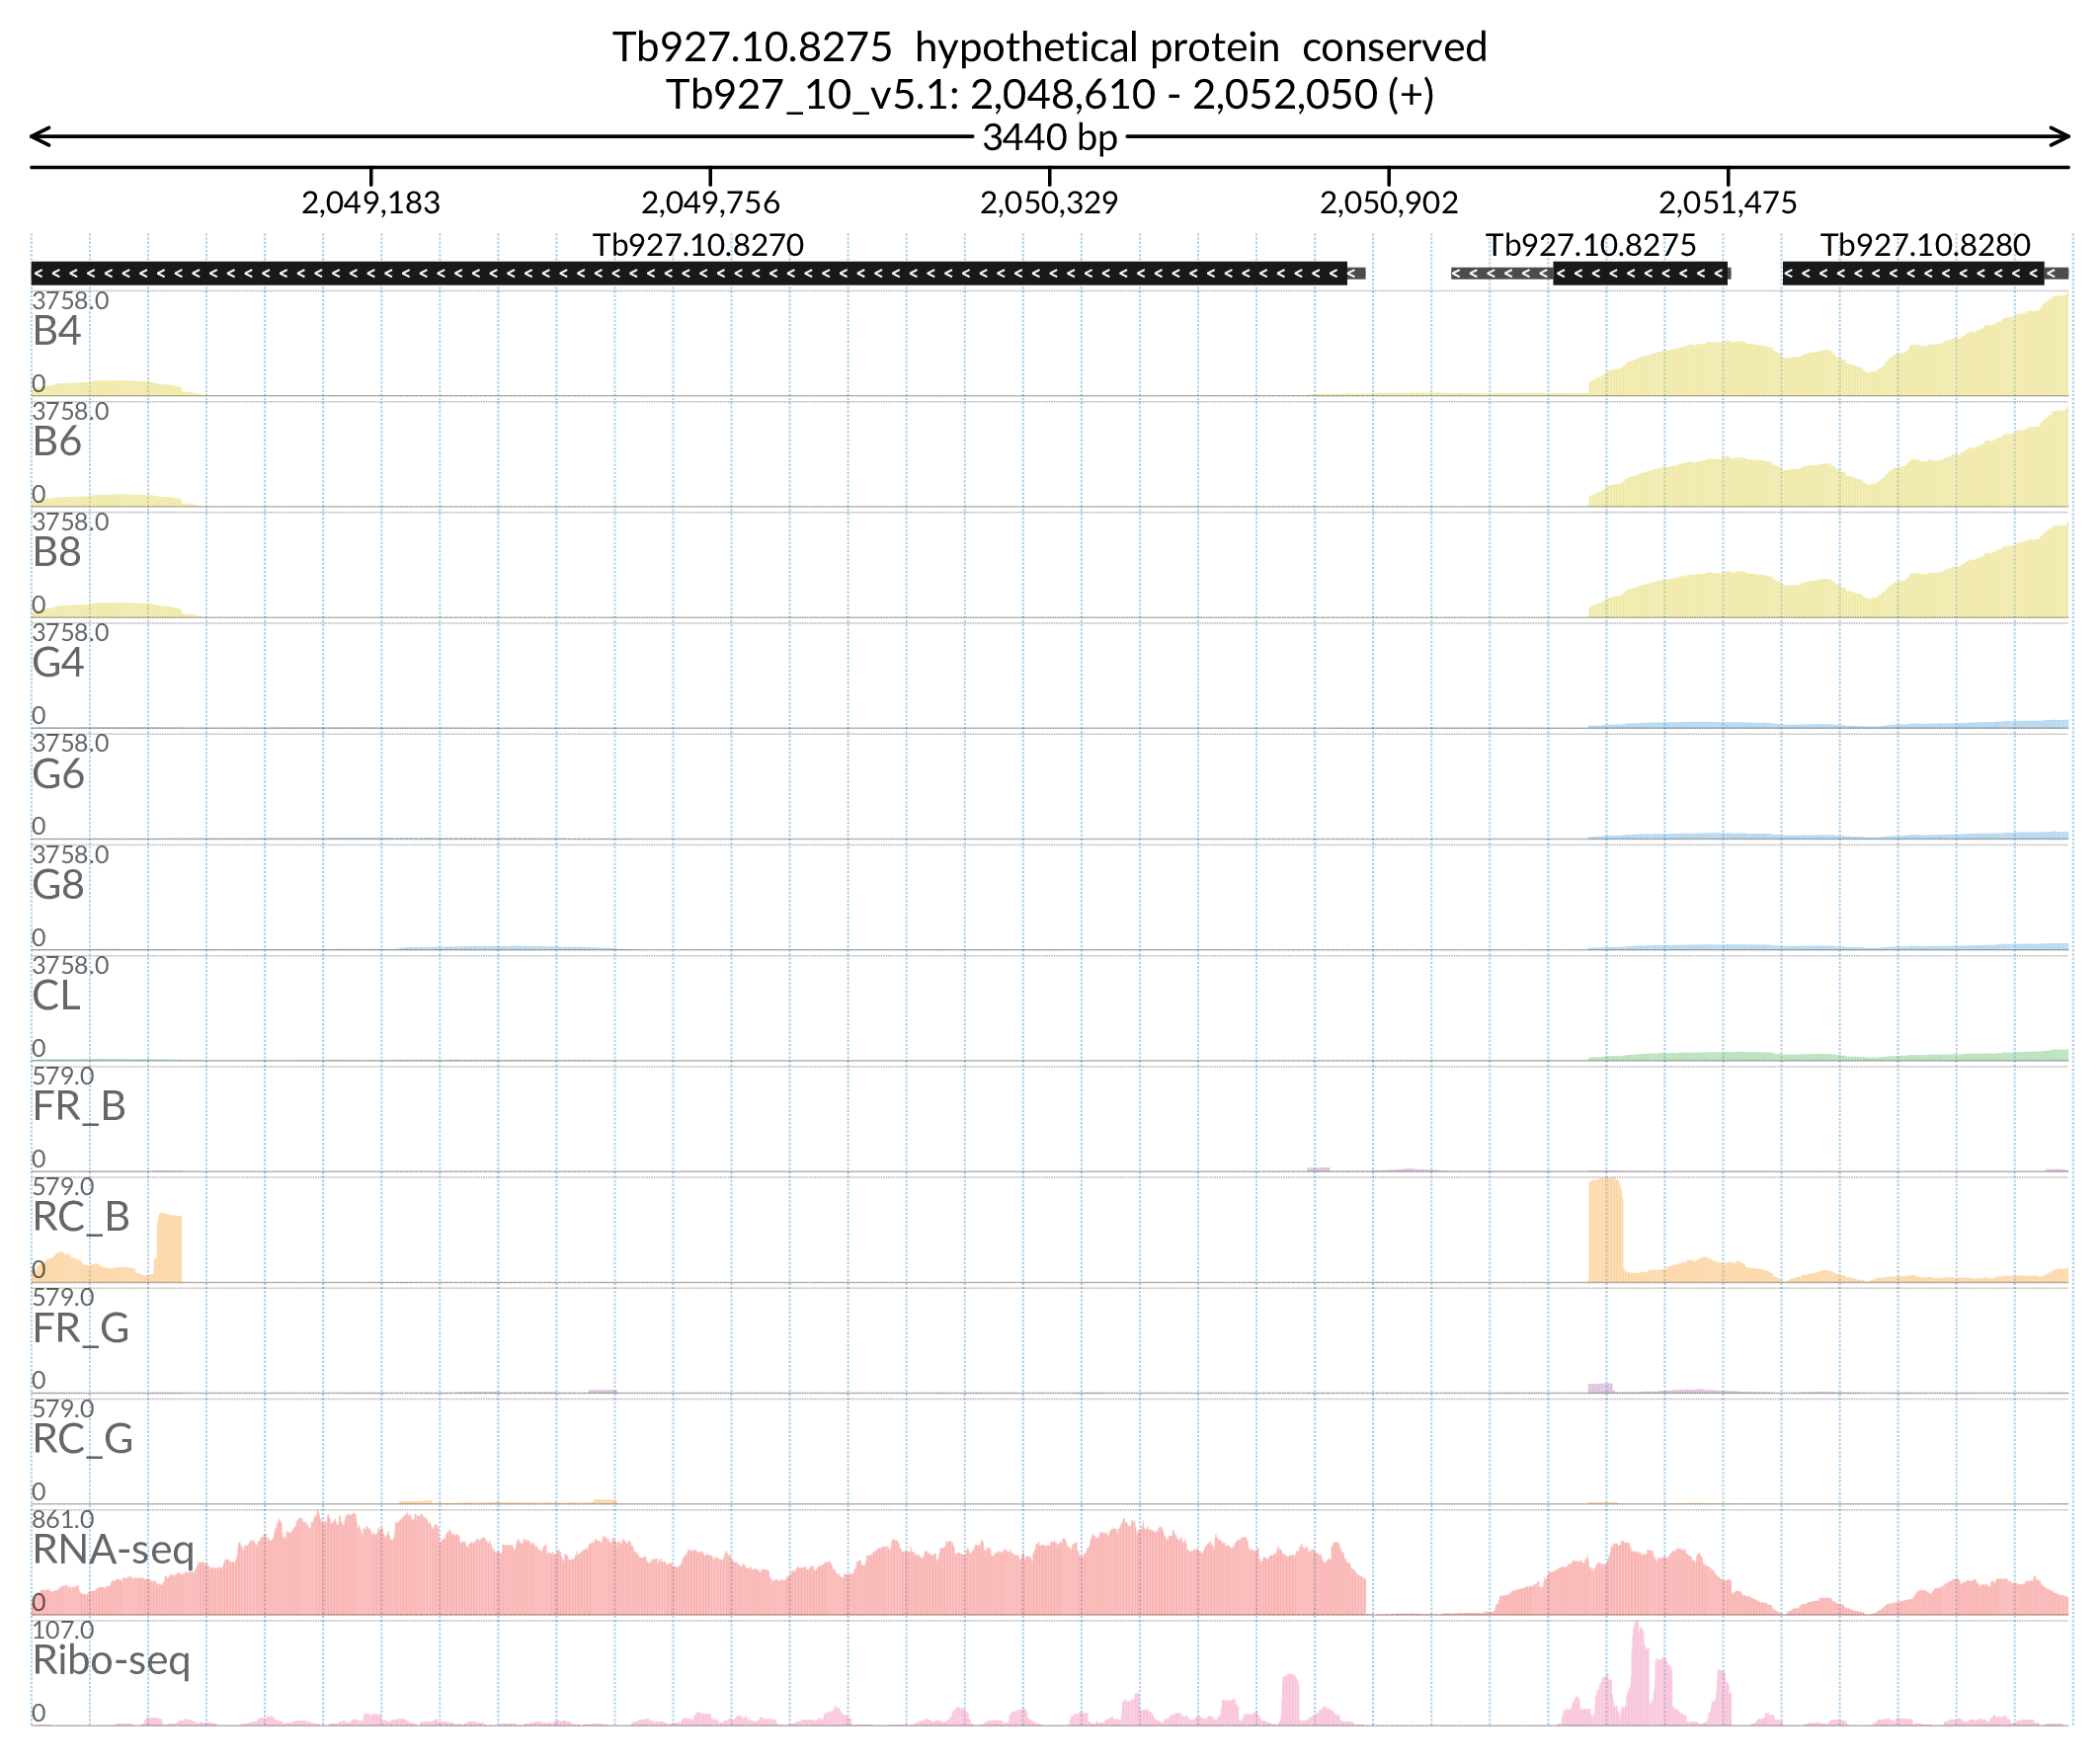 Tb927.10.8275  hypothetical protein  conserved
Tb927_10_v5.1: 2,048,610 - 2,052,050 (+)
3440 bp
2,049,183 2,049,756 2,050,329 2,050,902 2,051,475
Tb927.10.8270 Tb927.10.8275 Tb927.10.8280
3758.0
B4
0
3758.0
B6
0
3758.0
B8
0
3758.0
G4
0
3758.0
G6
0
3758.0
G8
0
3758.0
CL
0
579.0
FR_B
0
579.0
RC_B
0
579.0
FR_G
0
579.0
RC_G
0
861.0
RNA-seq
0
107.0
Ribo-seq
0